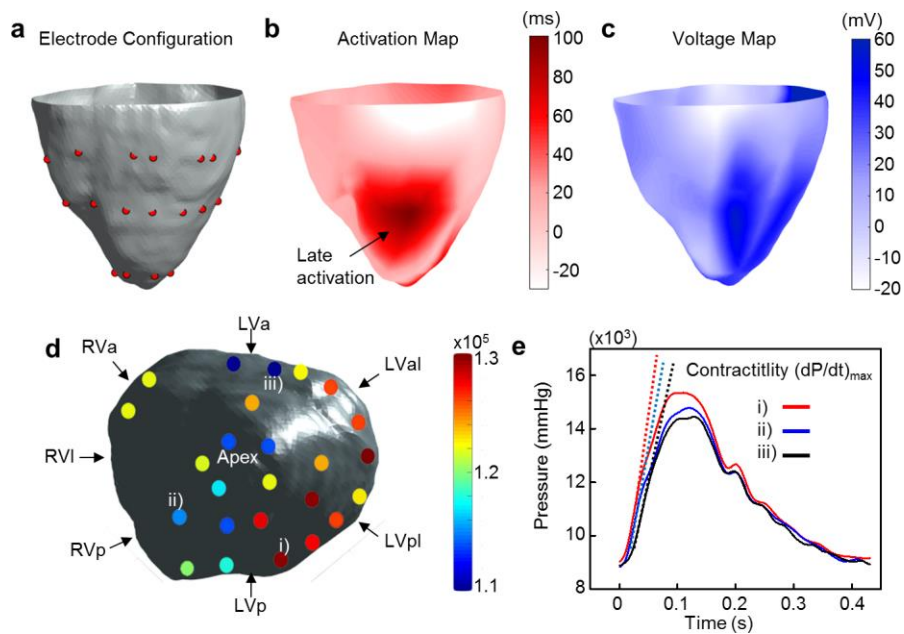 a Electrode Configuration
b Activation Map
(ms)
100
80
60
40
20
0
-20
Late
activation
c Voltage Map
(mV)
60
50
40
30
20
10
0
-10
-20
d
LVa
RVa
LVal
iii)
RVl
Apex
ii)
i)
RVp
LVpl
LVp
x10⁵
1.3
1.2
1.1
e
(x10³)
Contractitlity (dP/dt)max
i)
ii)
iii)
Pressure (mmHg)
16
14
12
10
8
0 0.1 0.2 0.3 0.4
Time (s)